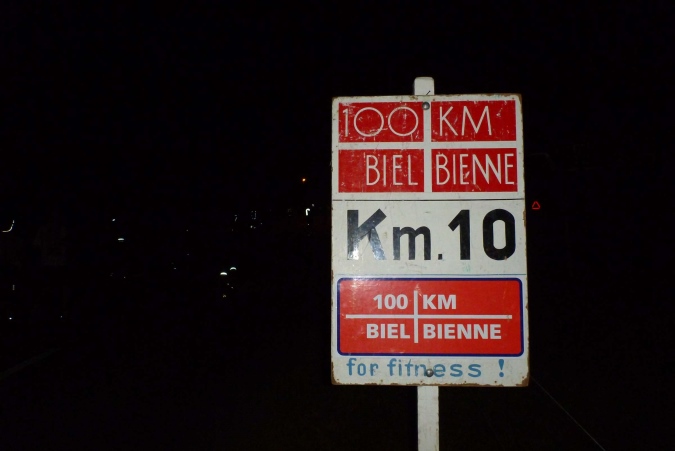 100 KM
BIEL BIENNE
Km. 10
100 KM
BIEL BIENNE
for fitness !